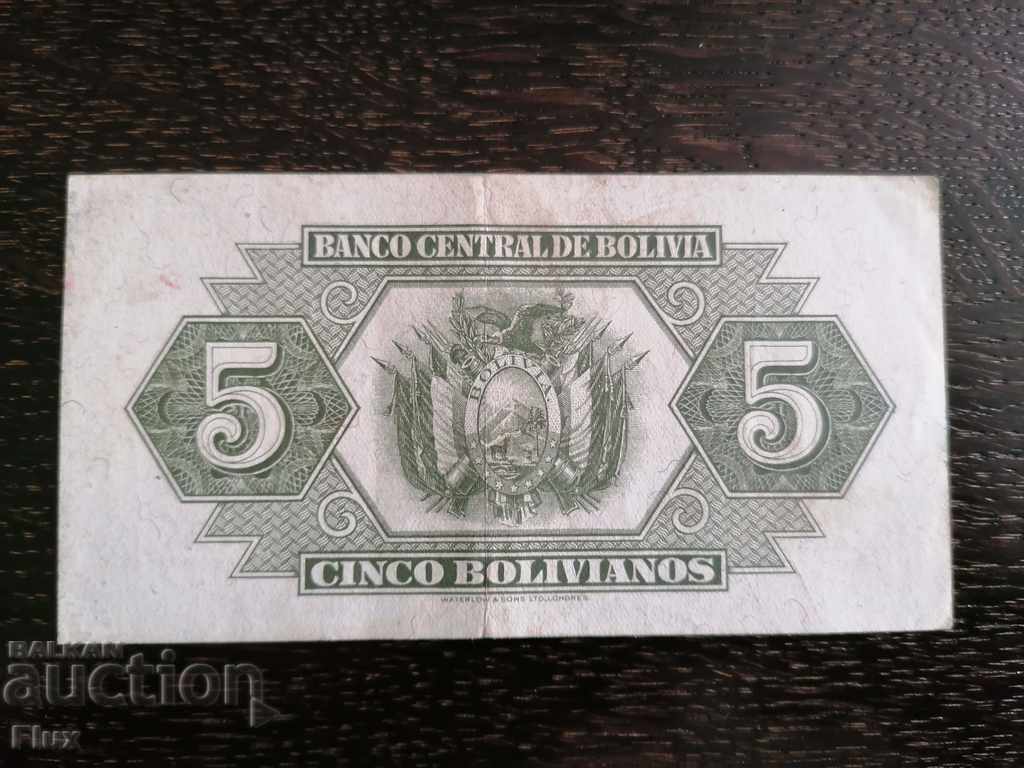 BANCO CENTRAL DE BOLIVIA
5 5
BOLIVIA
CINCO BOLIVIANOS
WATERLOW & SONS LTD. LONDRES.
BALKAN
auction
Flux